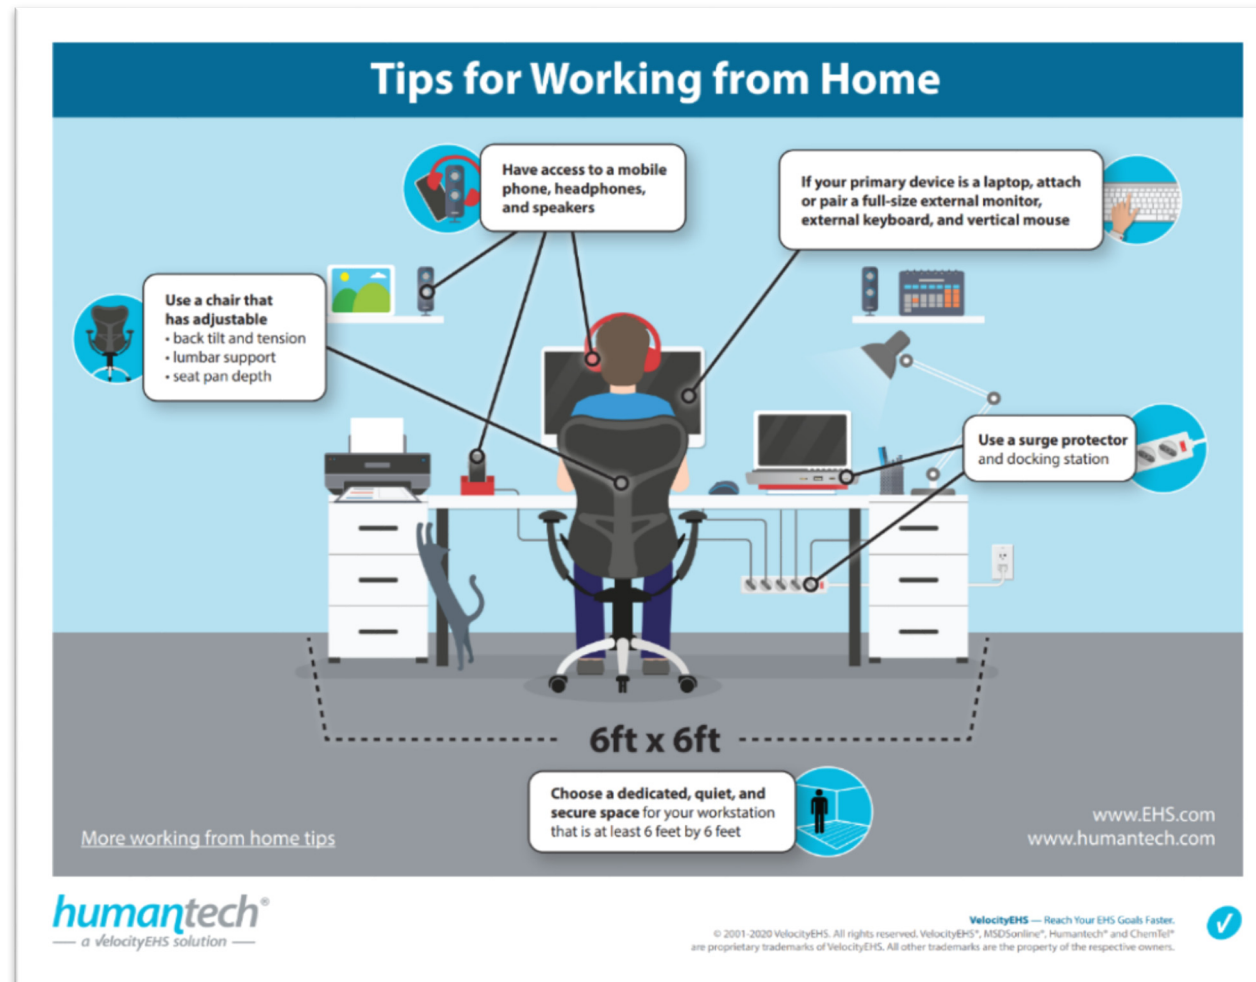 Tips for Working from Home
Have access to a mobile
phone, headphones,
and speakers
If your primary device is a laptop, attach
or pair a full-size external monitor,
external keyboard, and vertical mouse
Use a chair that
has adjustable
• back tilt and tension
• lumbar support
• seat pan depth
Use a surge protector
and docking station
6ft x 6ft
Choose a dedicated, quiet, and
secure space for your workstation
that is at least 6 feet by 6 feet
More working from home tips
www.EHS.com
www.humantech.com
humantech®
— a VelocityEHS solution —
VelocityEHS — Reach Your EHS Goals Faster.
© 2001-2020 VelocityEHS. All rights reserved. VelocityEHS®, MSDSonline®, Humantech® and ChemTel®
are proprietary trademarks of VelocityEHS. All other trademarks are the property of the respective owners.